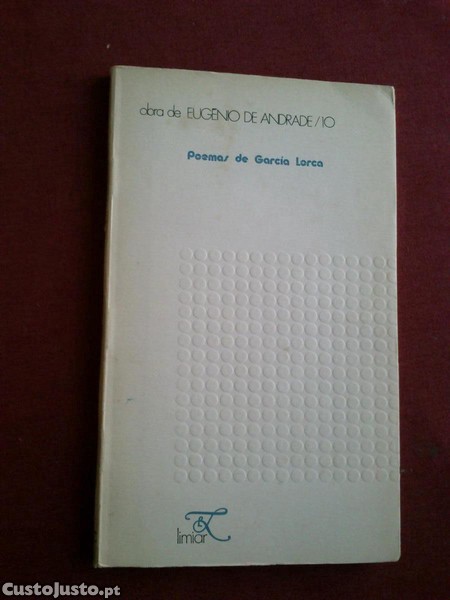 obra de EUGÉNIO DE ANDRADE/10
Poemas de García Lorca
limiar
CustoJusto.pt